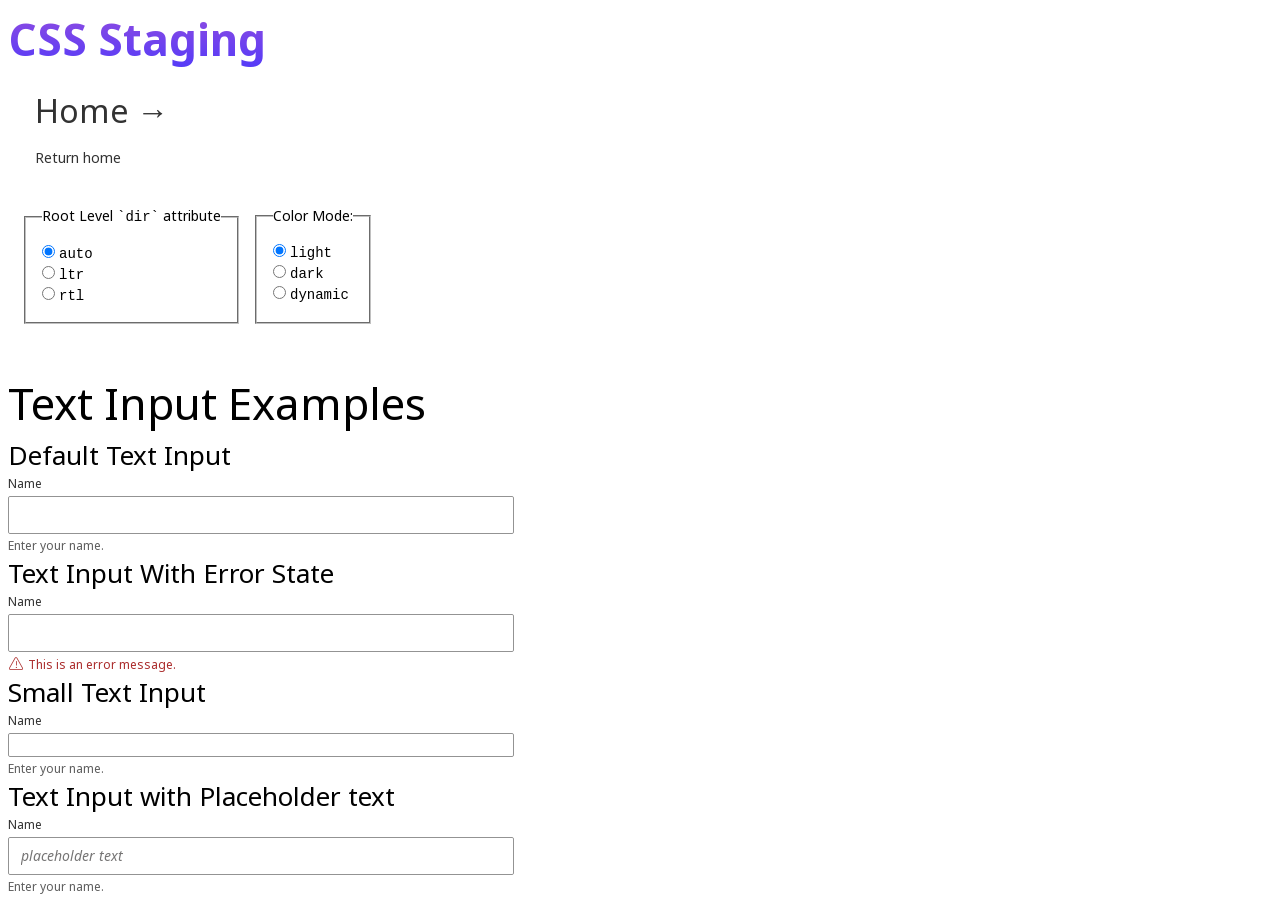 CSS Staging
Home →
Return home
Root Level `dir` attribute
auto
ltr
rtl
Color Mode:
light
dark
dynamic
Text Input Examples
Default Text Input
Name
Enter your name.
Text Input With Error State
Name
This is an error message.
Small Text Input
Name
Enter your name.
Text Input with Placeholder text
Name
placeholder text
Enter your name.